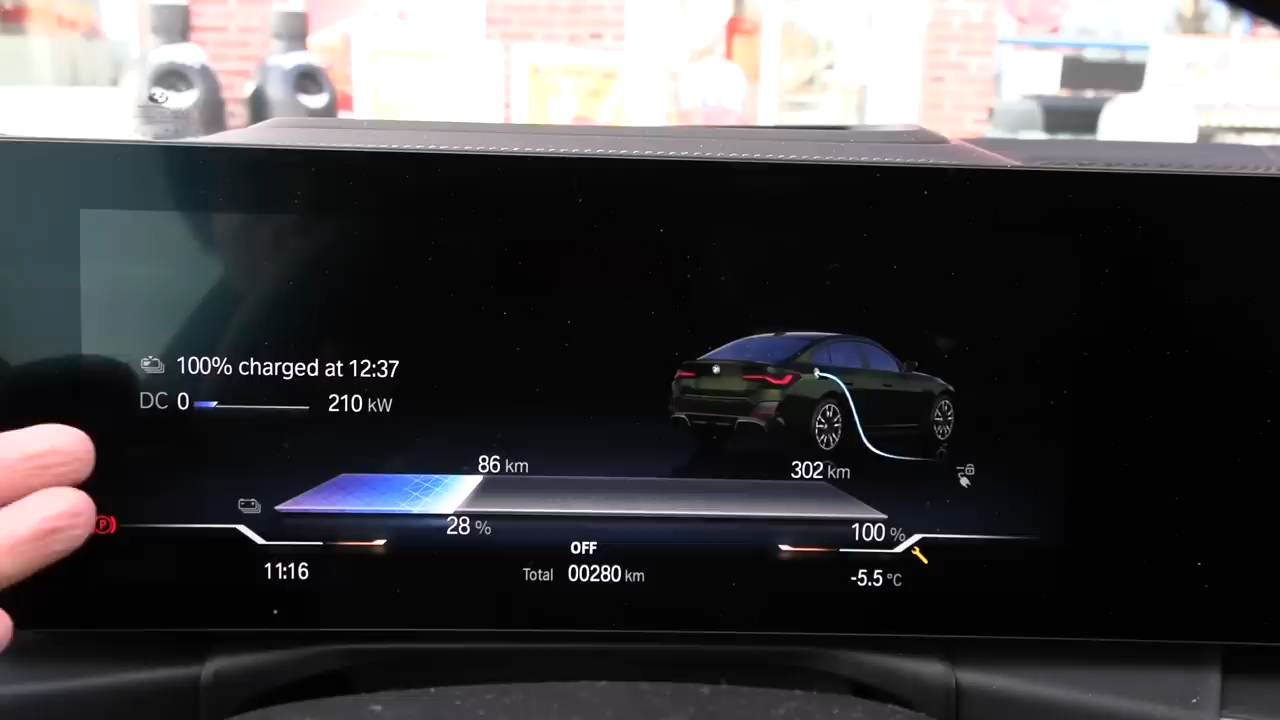 100% charged at 12:37
DC 0 210 kW
86 km 302 km
28 % 100 %
OFF
11:16 Total 00280 km -5.5 °C
P